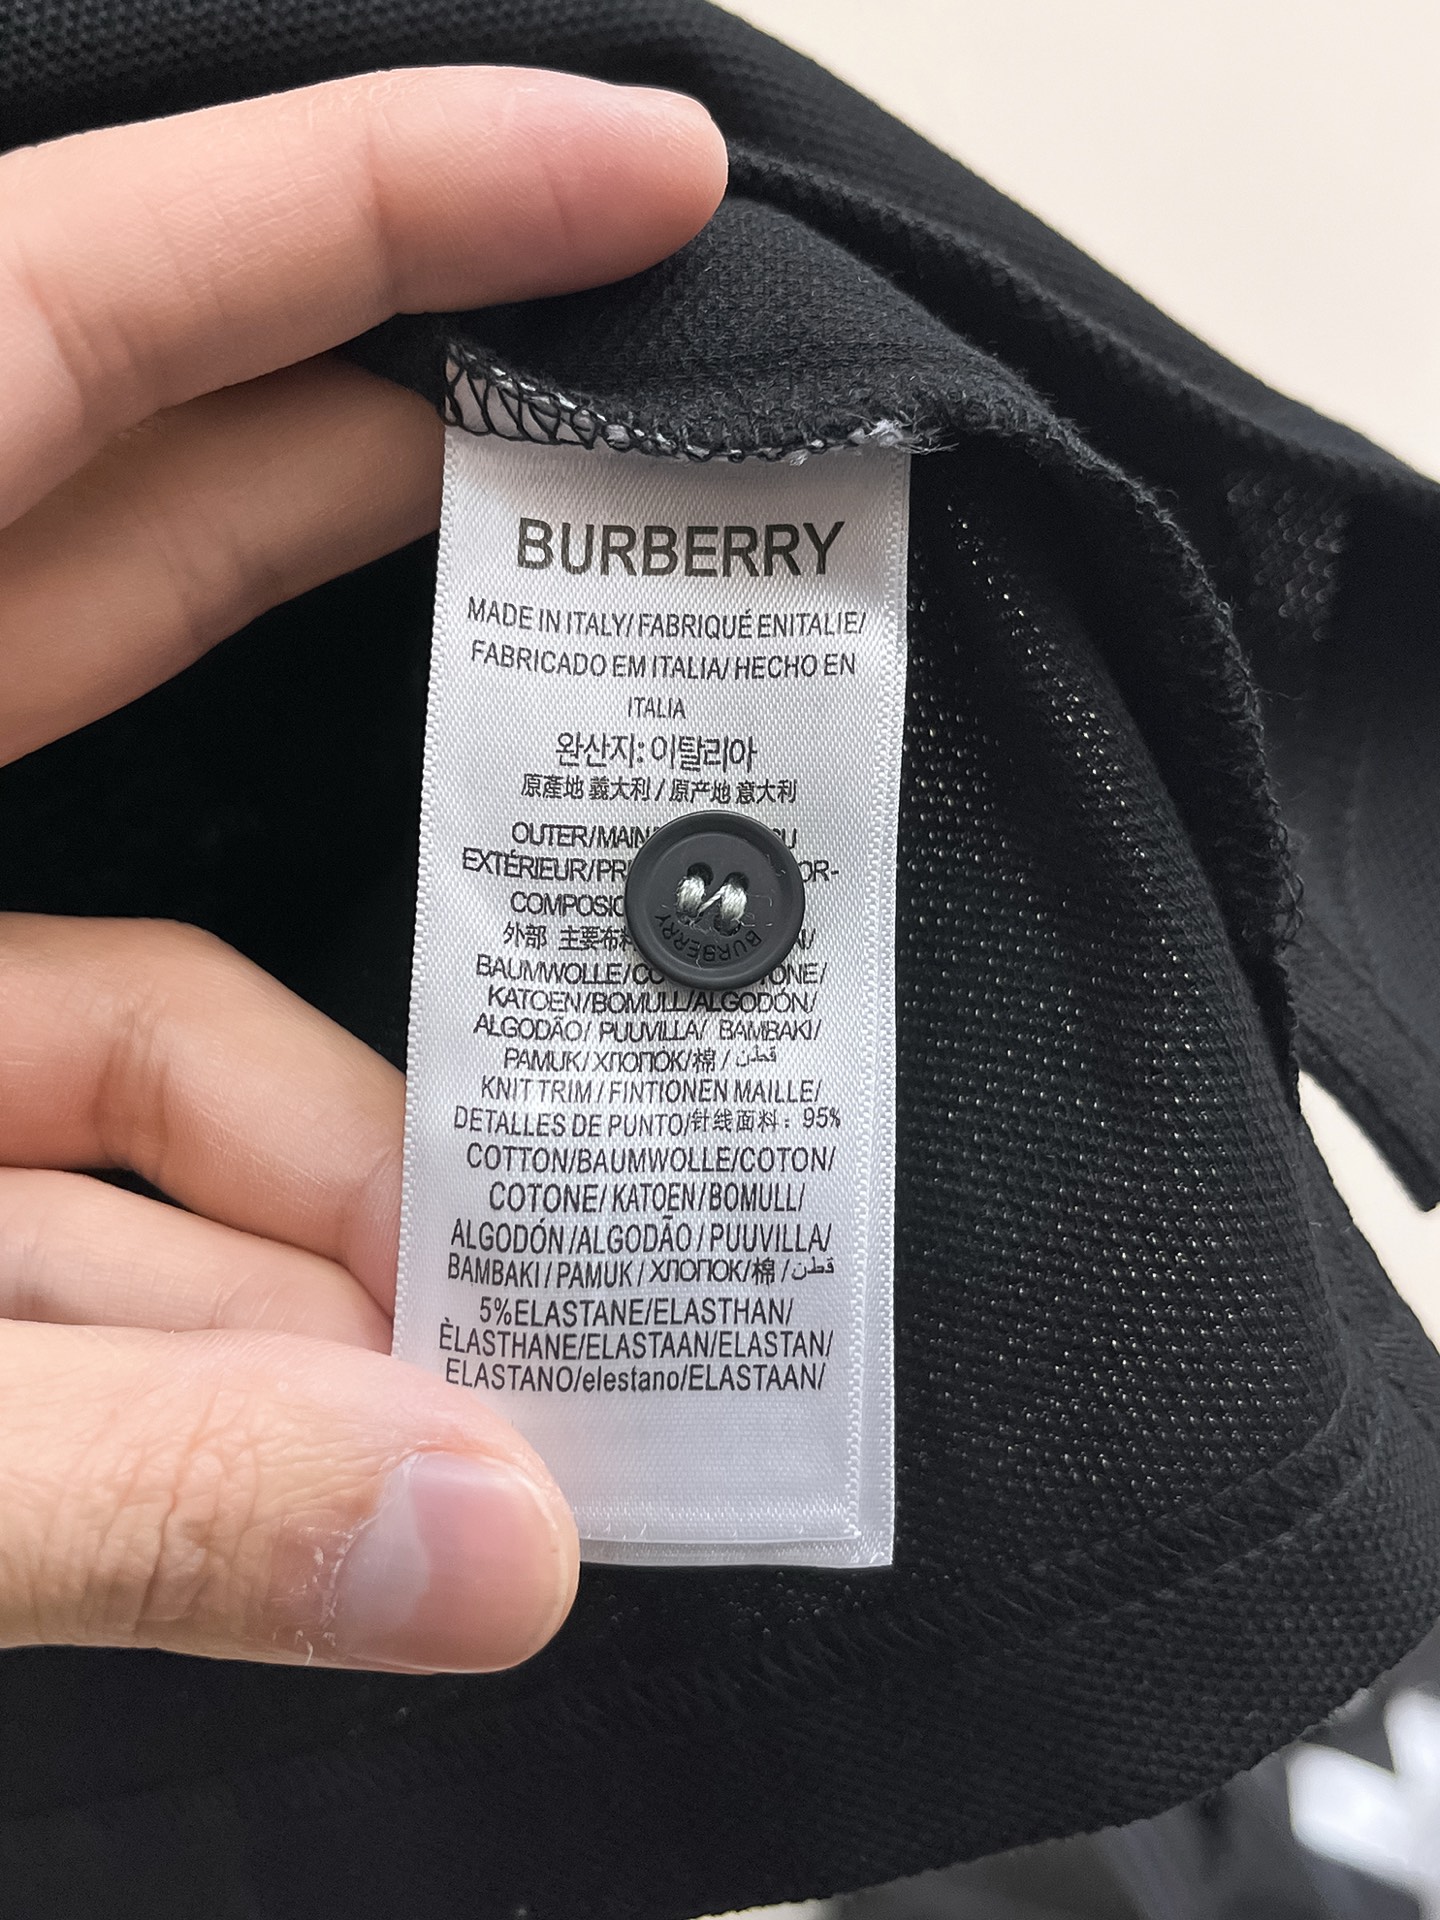 BURBERRY
MADE IN ITALY/ FABRIQUÉ ENITALIE/
FABRICADO EM ITALIA/ HECHO EN
ITALIA
완산지: 이탈리아
原產地 義大利 / 原产地 意大利
OUTER/MAIN
EXTÉRIEUR/PR OR-
COMPOSIC
外部 主要布料
BAUMWOLLE/CO TONE/
KATOEN/BOMULL/ALGODÓN/
ALGODÃO/ PUUVILLA/ BAMBAKI/
PAMUK/ХЛОПОК/棉 / قطن
KNIT TRIM / FINTIONEN MAILLE/
DETALLES DE PUNTO/针线面料: 95%
COTTON/BAUMWOLLE/COTON/
COTONE/ KATOEN/BOMULL/
ALGODÓN /ALGODÃO / PUUVILLA/
BAMBAKI / PAMUK / ХЛОПОК/棉 / قطن
5%ELASTANE/ELASTHAN/
ÈLASTHANE/ELASTAAN/ELASTAN/
ELASTANO/elestano/ELASTAAN/
BURBERRY